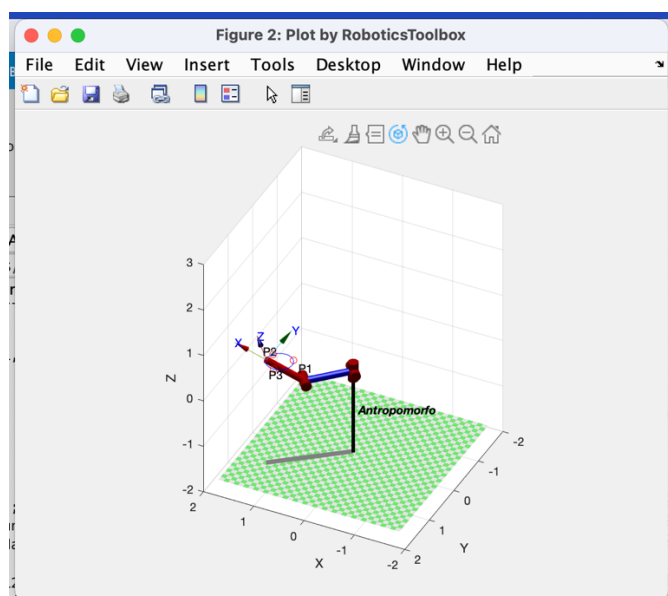 Figure 2: Plot by RoboticsToolbox
File Edit View Insert Tools Desktop Window Help
3
2
1
0
-1
-2
Z
X Z Y
P2
P1
P3
Antropomorfo
2
1
0
-1
-2
X
-2
-1
0
1
2
Y